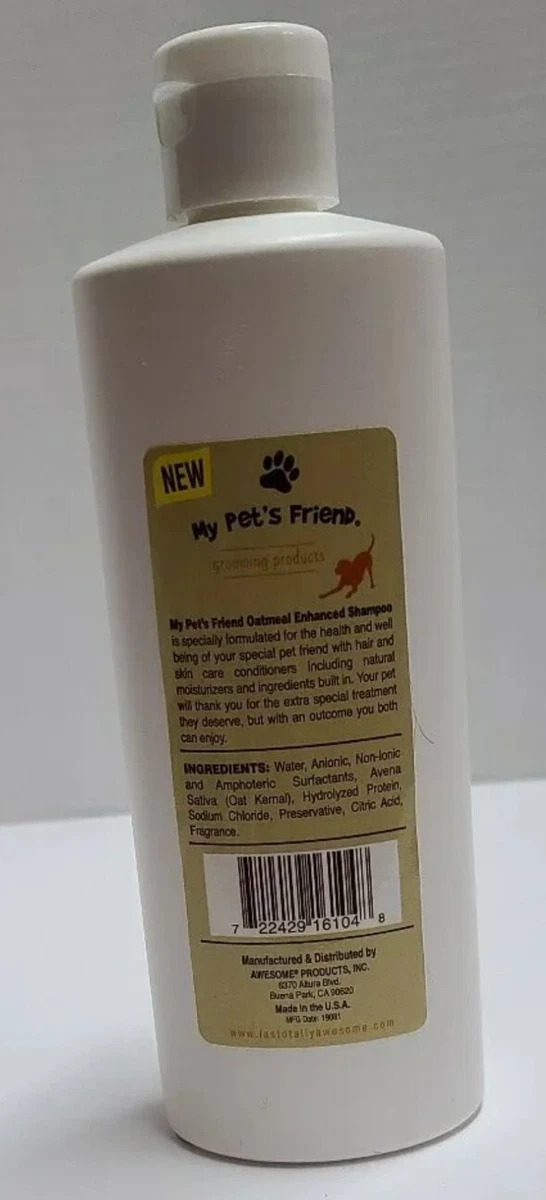 NEW
My Pet's Friend.
grooming products
My Pet's Friend Oatmeal Enhanced Shampoo
is specially formulated for the health and well
being of your special pet friend with hair and
skin care conditioners including natural
moisturizers and ingredients built in. Your pet
will thank you for the extra special treatment
they deserve, but with an outcome you both
can enjoy.
INGREDIENTS: Water, Anionic, Non-Ionic
and Amphoteric Surfactants, Avena
Sativa (Oat Kernal), Hydrolyzed Protein,
Sodium Chloride, Preservative, Citric Acid,
Fragrance.
7 22429 16104 8
Manufactured & Distributed by
AWESOME® PRODUCTS, INC.
6370 Altura Blvd.
Buena Park, CA 90620
Made in the U.S.A.
MFG Date: 19081
www.lastotallyawesome.com